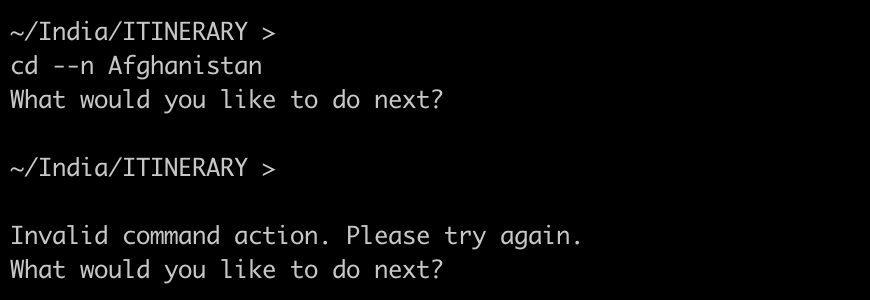 ~/India/ITINERARY >
cd --n Afghanistan
What would you like to do next?
~/India/ITINERARY >
Invalid command action. Please try again.
What would you like to do next?